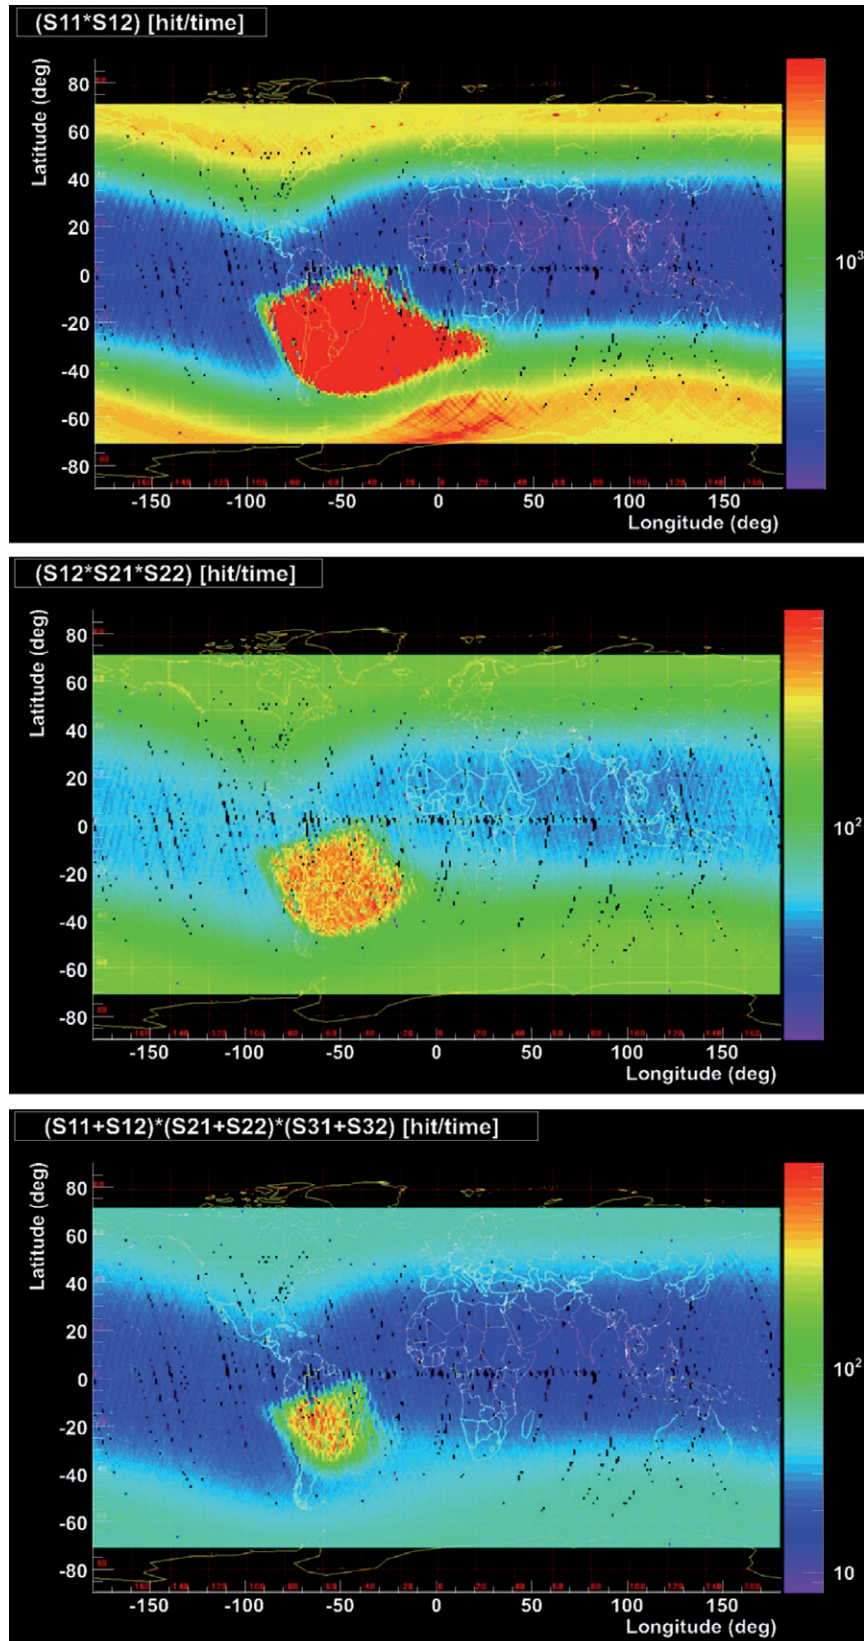 (S11*S12) [hit/time]
Latitude (deg)
80
60
40
20
0
-20
-40
-60
-80
10³
-150 -100 -50 0 50 100 150
Longitude (deg)
(S12*S21*S22) [hit/time]
Latitude (deg)
80
60
40
20
0
-20
-40
-60
-80
10²
-150 -100 -50 0 50 100 150
Longitude (deg)
(S11+S12)*(S21+S22)*(S31+S32) [hit/time]
Latitude (deg)
80
60
40
20
0
-20
-40
-60
-80
10²
10
-150 -100 -50 0 50 100 150
Longitude (deg)